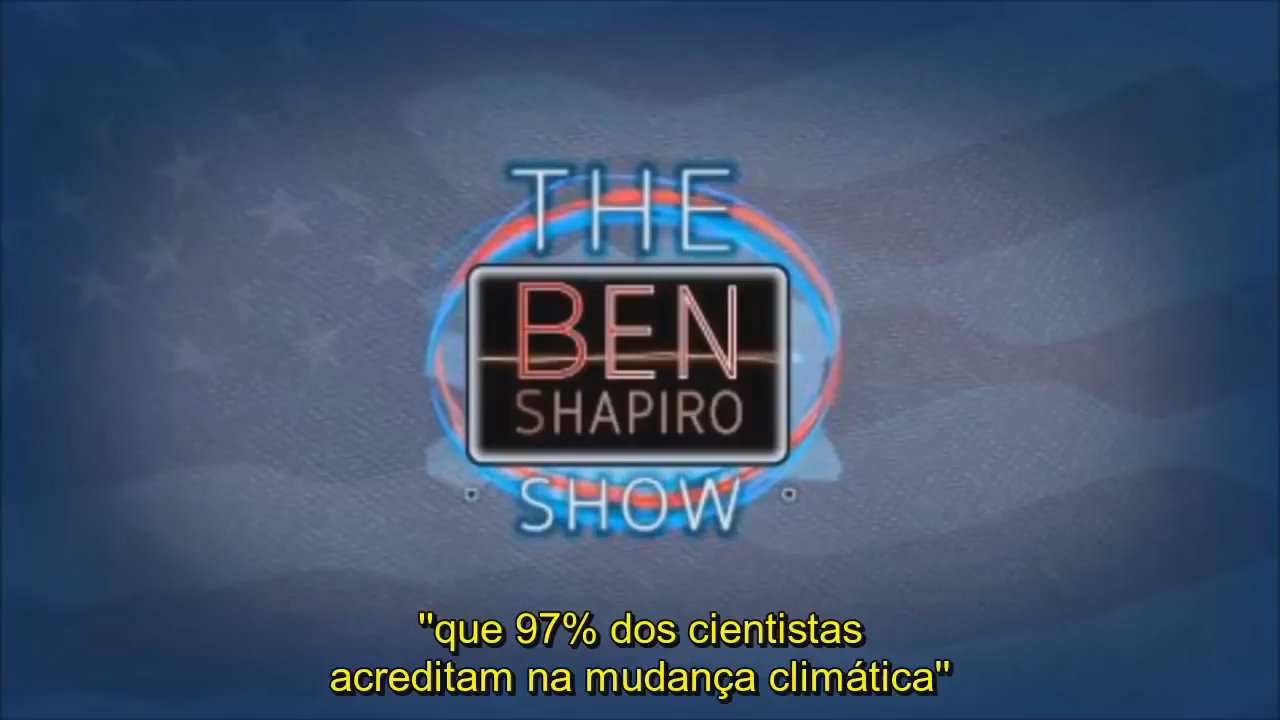 THE
BEN
SHAPIRO
SHOW
"que 97% dos cientistas
acreditam na mudança climática"